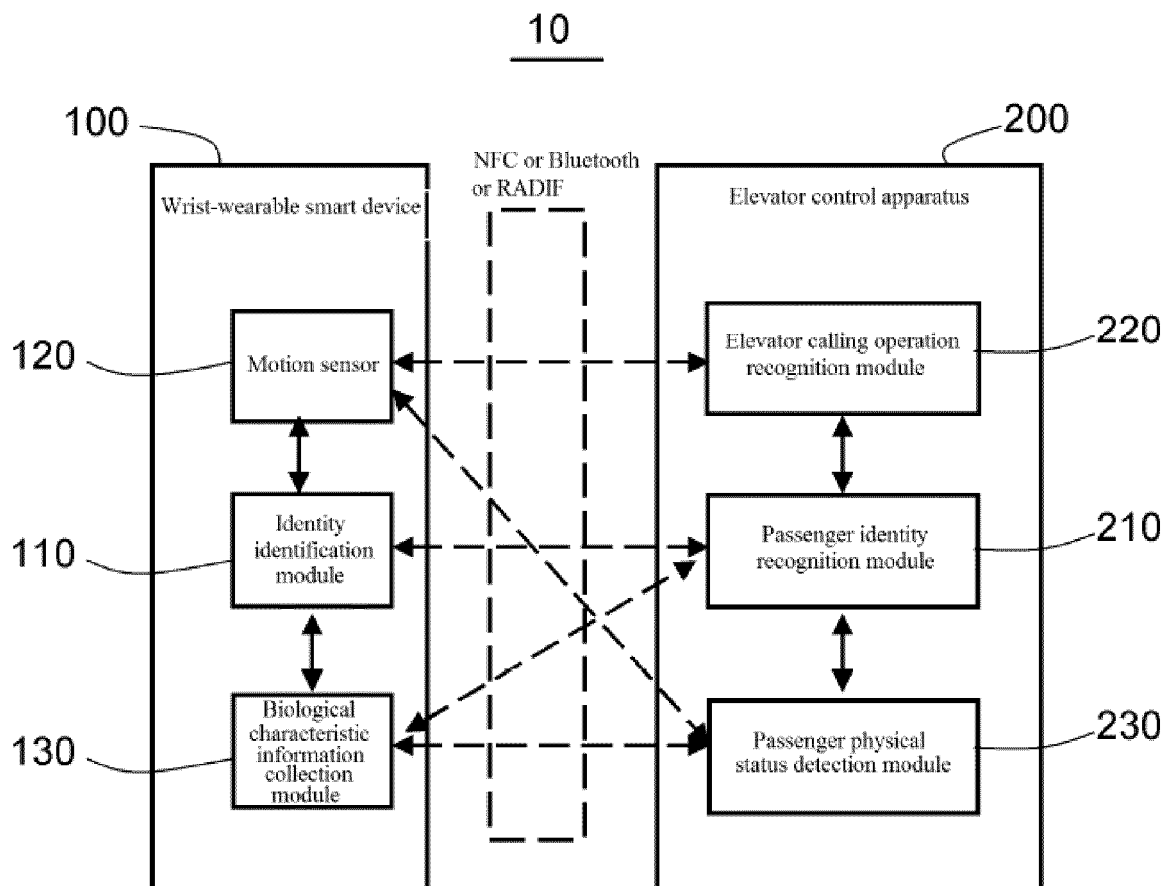 10
100
200
NFC or Bluetooth
or RADIF
Wrist-wearable smart device
Elevator control apparatus
120
Motion sensor
Elevator calling operation
recognition module
220
110
Identity
identification
module
Passenger identity
recognition module
210
130
Biological
characteristic
information
collection
module
Passenger physical
status detection module
230